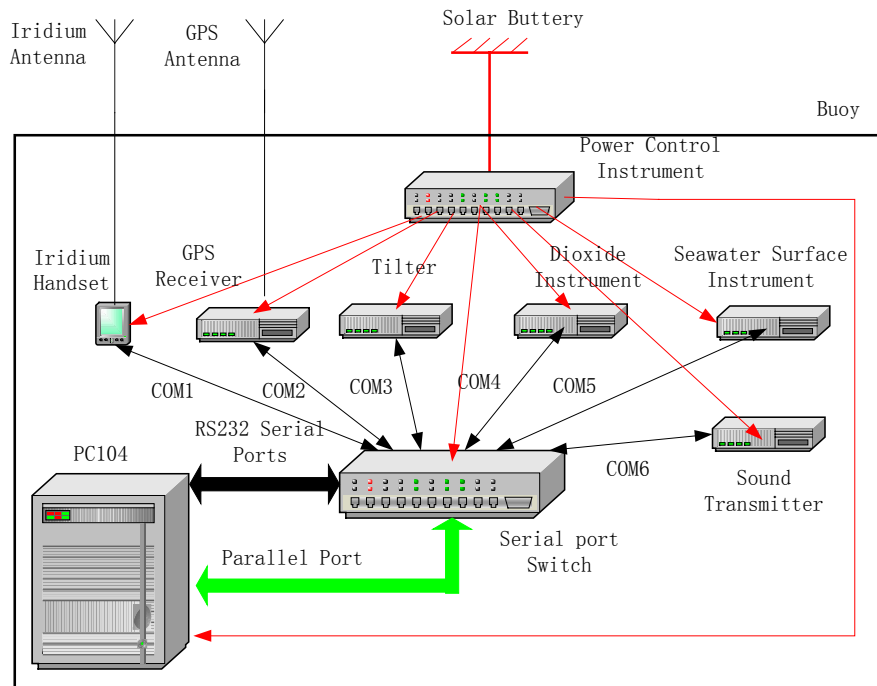 Iridium
Antenna
GPS
Antenna
Solar Buttery
Buoy
Power Control
Instrument
Iridium
Handset
GPS
Receiver
Tilter
Dioxide
Instrument
Seawater Surface
Instrument
COM1
COM2
COM3
COM4
COM5
COM6
RS232 Serial
Ports
PC104
Sound
Transmitter
Serial port
Switch
Parallel Port